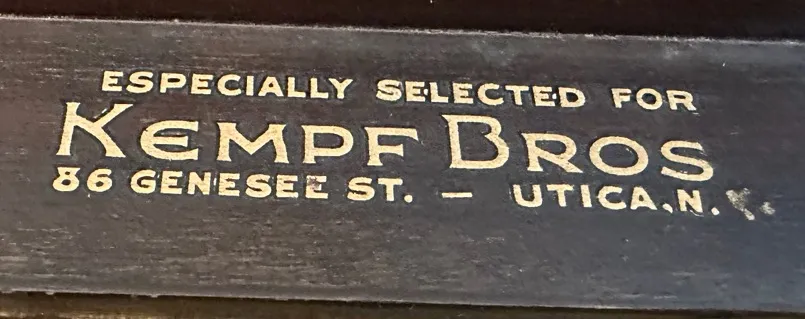 ESPECIALLY SELECTED FOR
KEMPF BROS
86 GENESEE ST. — UTICA, N.